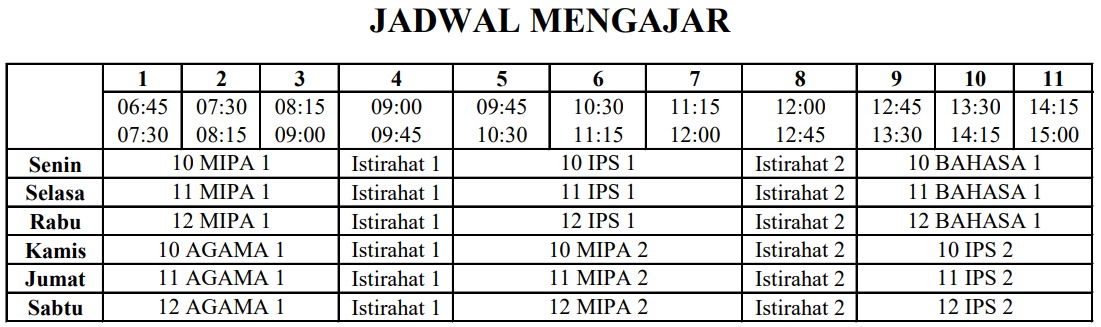 JADWAL MENGAJAR
1 2 3 4 5 6 7 8 9 10 11
06:45 07:30 08:15 09:00 09:45 10:30 11:15 12:00 12:45 13:30 14:15
07:30 08:15 09:00 09:45 10:30 11:15 12:00 12:45 13:30 14:15 15:00
Senin 10 MIPA 1 Istirahat 1 10 IPS 1 Istirahat 2 10 BAHASA 1
Selasa 11 MIPA 1 Istirahat 1 11 IPS 1 Istirahat 2 11 BAHASA 1
Rabu 12 MIPA 1 Istirahat 1 12 IPS 1 Istirahat 2 12 BAHASA 1
Kamis 10 AGAMA 1 Istirahat 1 10 MIPA 2 Istirahat 2 10 IPS 2
Jumat 11 AGAMA 1 Istirahat 1 11 MIPA 2 Istirahat 2 11 IPS 2
Sabtu 12 AGAMA 1 Istirahat 1 12 MIPA 2 Istirahat 2 12 IPS 2